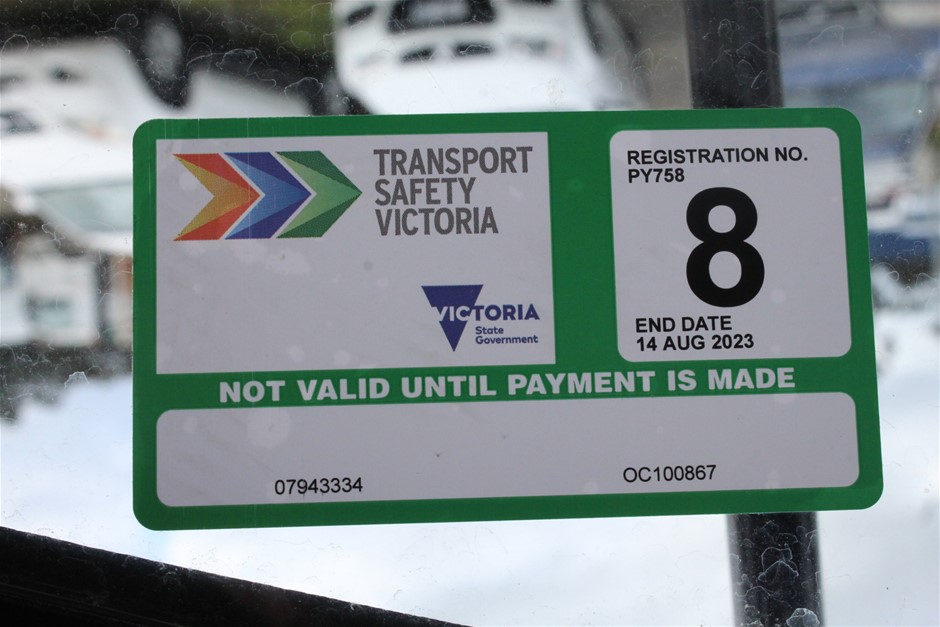 TRANSPORT
SAFETY
VICTORIA
VICTORIA
State
Government
REGISTRATION NO.
PY758
8
END DATE
14 AUG 2023
NOT VALID UNTIL PAYMENT IS MADE
07943334
OC100867